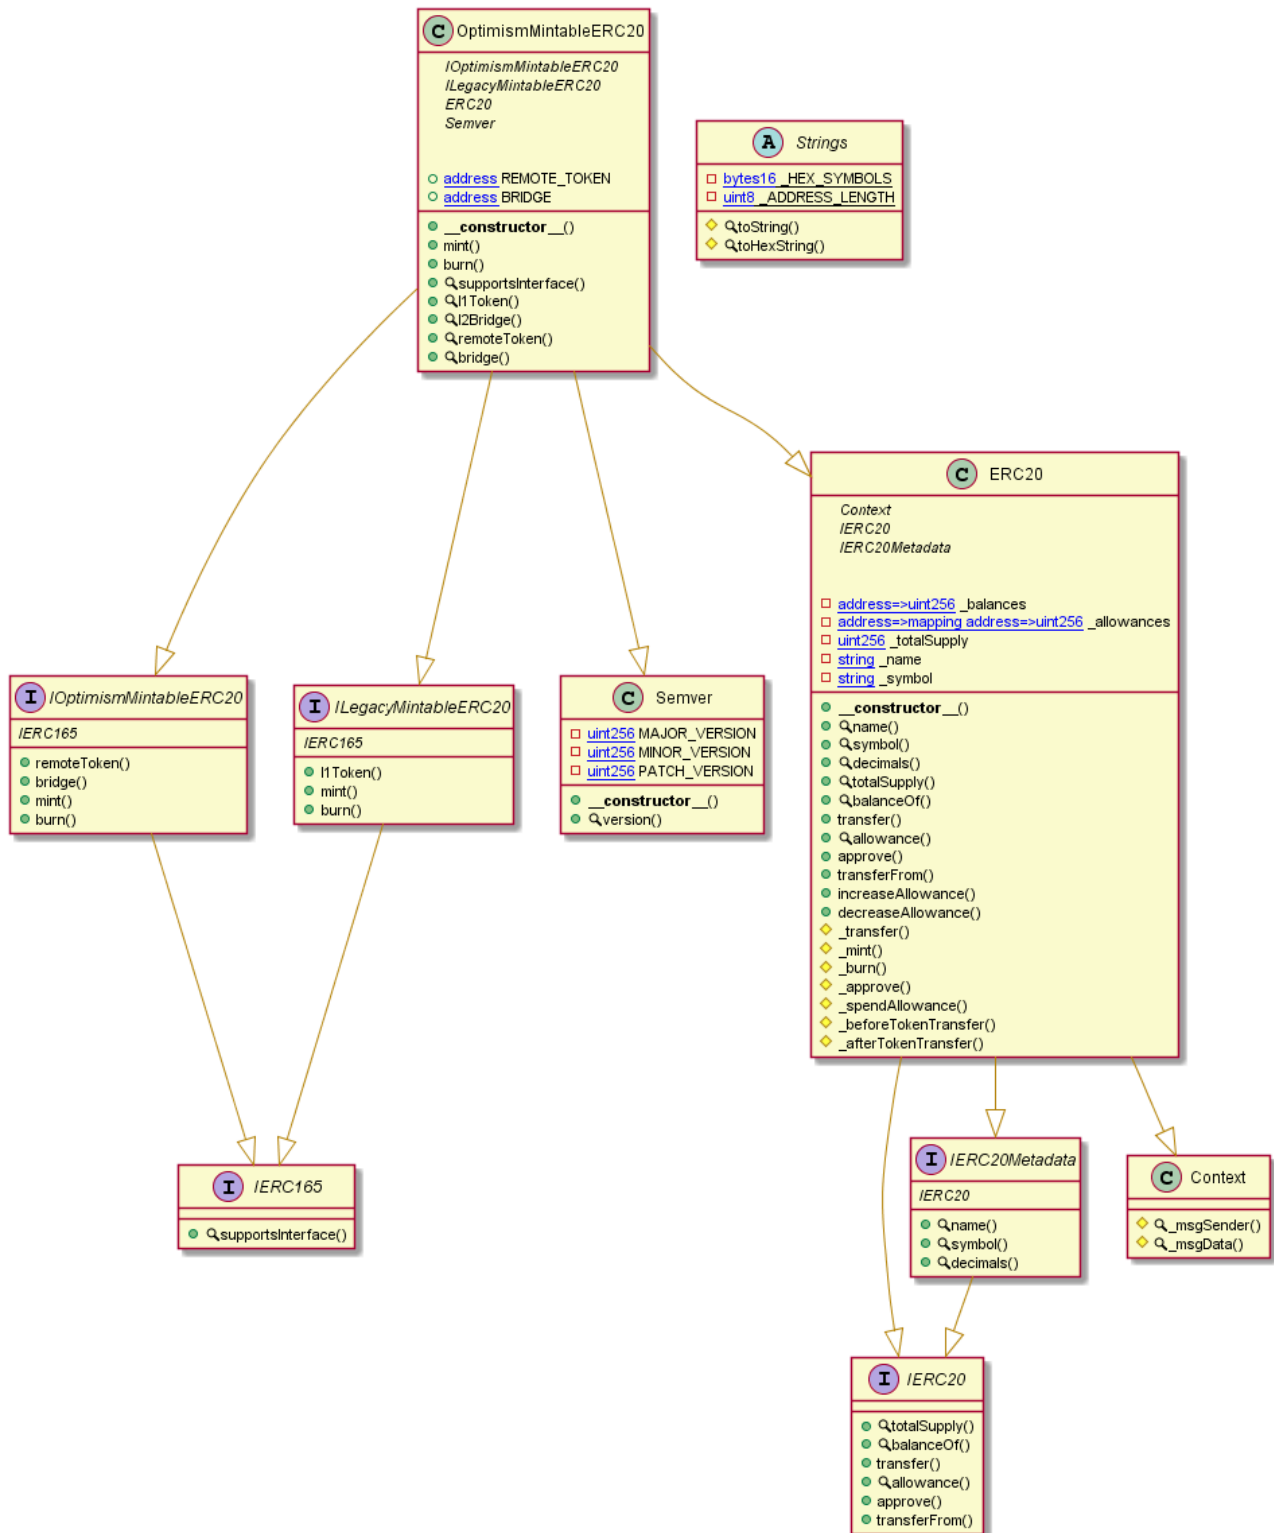 C OptimismMintableERC20
IOptimismMintableERC20
ILegacyMintableERC20
ERC20
Semver
address REMOTE_TOKEN
address BRIDGE
__constructor__()
mint()
burn()
supportsInterface()
l1Token()
l2Bridge()
remoteToken()
bridge()
A Strings
bytes16 _HEX_SYMBOLS
uint8 _ADDRESS_LENGTH
toString()
toHexString()
C ERC20
Context
IERC20
IERC20Metadata
address=>uint256 _balances
address=>mapping address=>uint256 _allowances
uint256 _totalSupply
string _name
string _symbol
__constructor__()
name()
symbol()
decimals()
totalSupply()
balanceOf()
transfer()
allowance()
approve()
transferFrom()
increaseAllowance()
decreaseAllowance()
_transfer()
_mint()
_burn()
_approve()
_spendAllowance()
_beforeTokenTransfer()
_afterTokenTransfer()
I IOptimismMintableERC20
IERC165
remoteToken()
bridge()
mint()
burn()
I ILegacyMintableERC20
IERC165
l1Token()
mint()
burn()
C Semver
uint256 MAJOR_VERSION
uint256 MINOR_VERSION
uint256 PATCH_VERSION
__constructor__()
version()
I IERC165
supportsInterface()
I IERC20Metadata
IERC20
name()
symbol()
decimals()
C Context
_msgSender()
_msgData()
I IERC20
totalSupply()
balanceOf()
transfer()
allowance()
approve()
transferFrom()